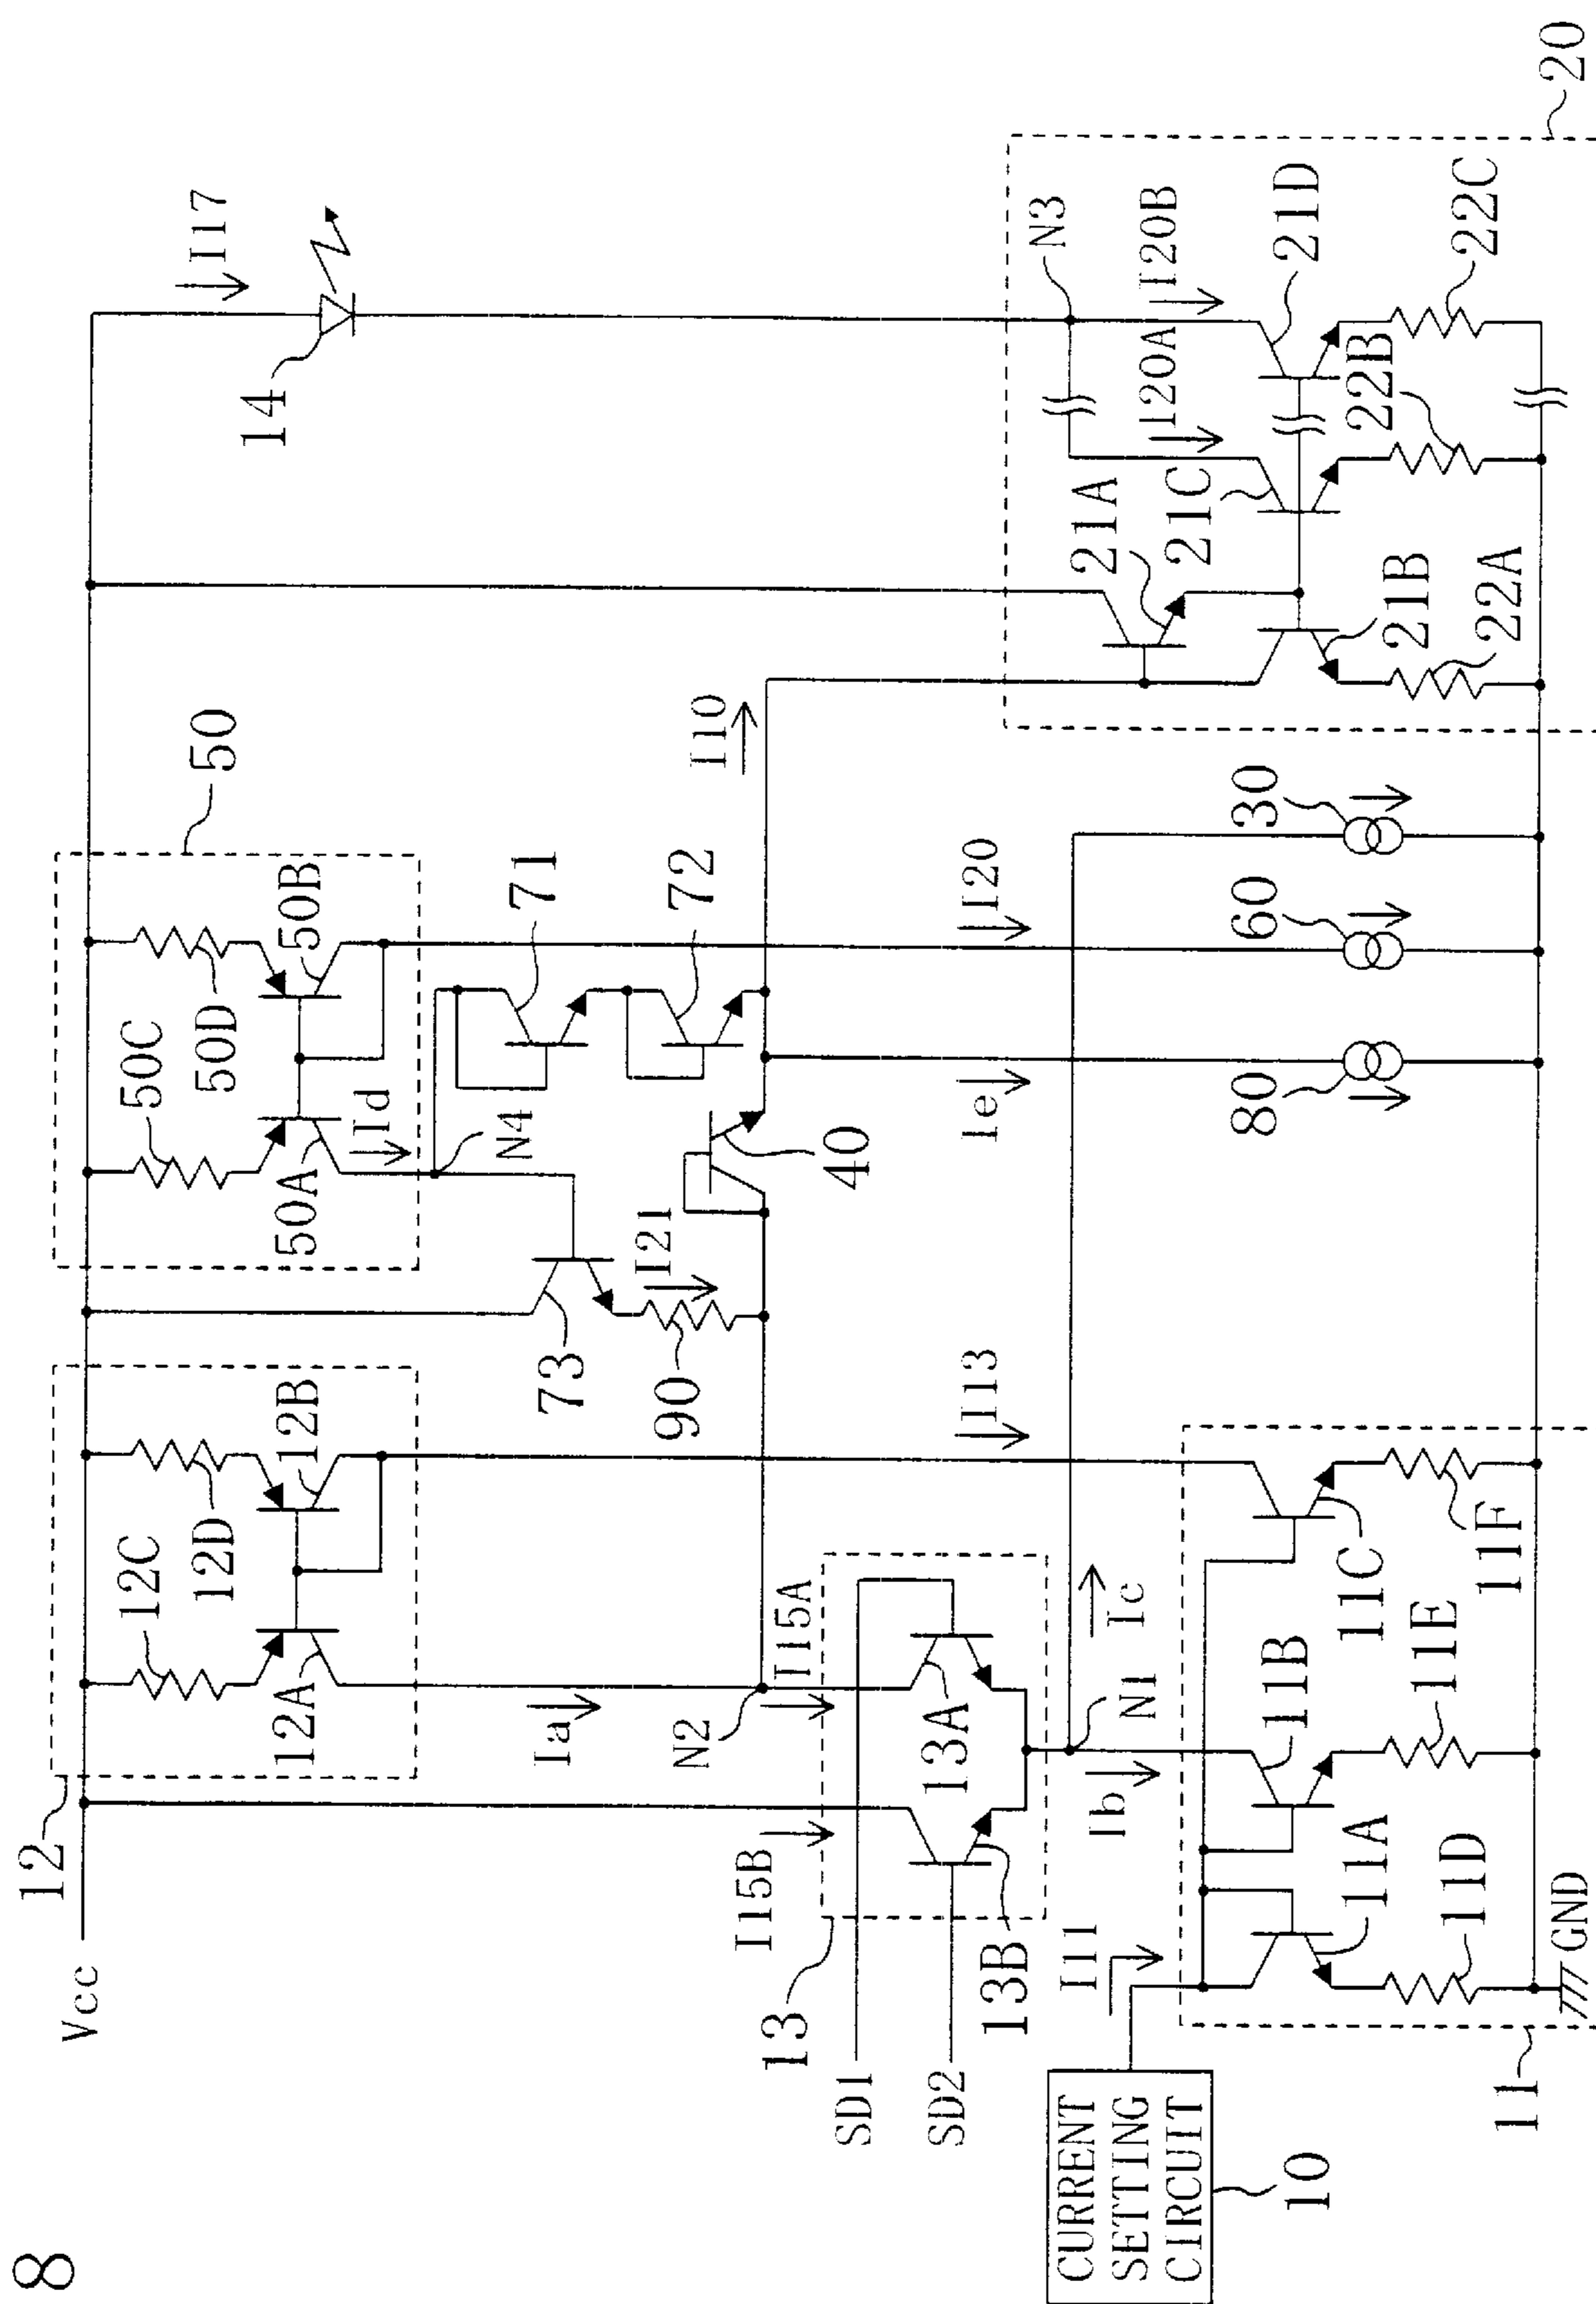 8
Vcc
12
12C
12D
12A
12B
50
50C
50D
50A
50B
Id
N4
71
72
73
90
I21
40
I17
14
Ia
N2
I15A
I15B
I113
I10
I20
Ie
13
13A
13B
SD1
SD2
N1
Ib
Ic
I11
CURRENT
SETTING
CIRCUIT
10
11
11A
11B
11C
11D
11E
11F
GND
80
60
30
20
N3
I20A
I20B
21A
21B
21C
21D
22A
22B
22C